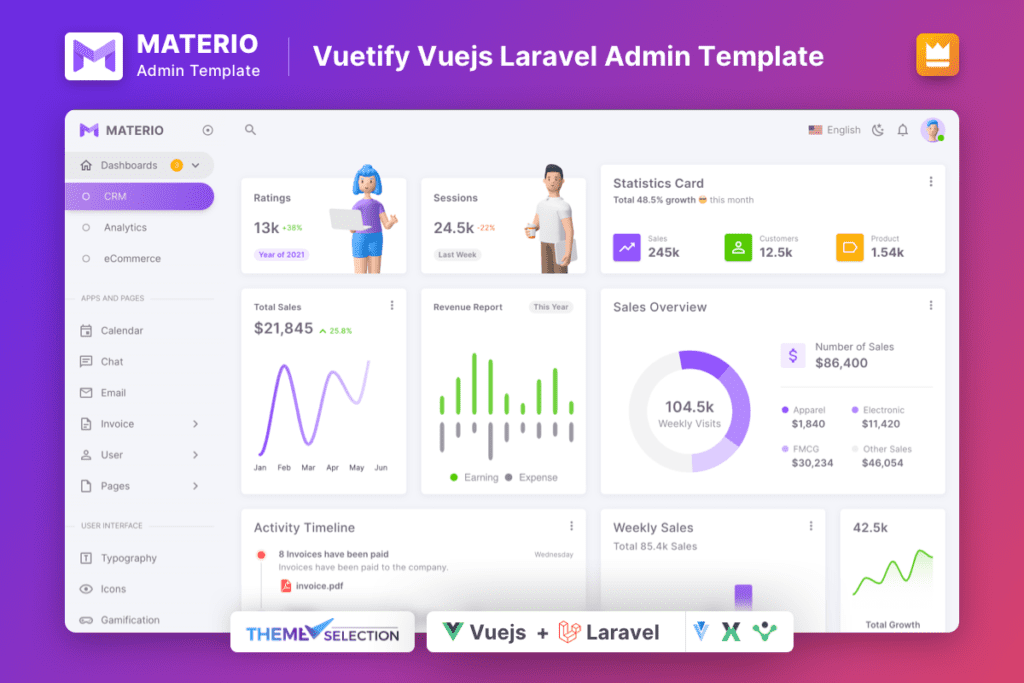 MATERIO
Admin Template
Vuetify Vuejs Laravel Admin Template
MATERIO
English
Dashboards
CRM
Analytics
eCommerce
APPS AND PAGES
Calendar
Chat
Email
Invoice
User
Pages
USER INTERFACE
Typography
Icons
Gamification
Ratings
13k +38%
Year of 2021
Sessions
24.5k -22%
Last Week
Statistics Card
Total 48.5% growth 😎 this month
Sales
245k
Customers
12.5k
Product
1.54k
Total Sales
$21,845 25.8%
Jan Feb Mar Apr May Jun
Revenue Report
This Year
Earning Expense
Sales Overview
104.5k
Weekly Visits
$
Number of Sales
$86,400
Apparel
$1,840
Electronic
$11,420
FMCG
$30,234
Other Sales
$46,054
Activity Timeline
8 Invoices have been paid
Wednesday
Invoices have been paid to the company.
invoice.pdf
Weekly Sales
Total 85.4k Sales
42.5k
Total Growth
THEMESELECTION
Vuejs + Laravel